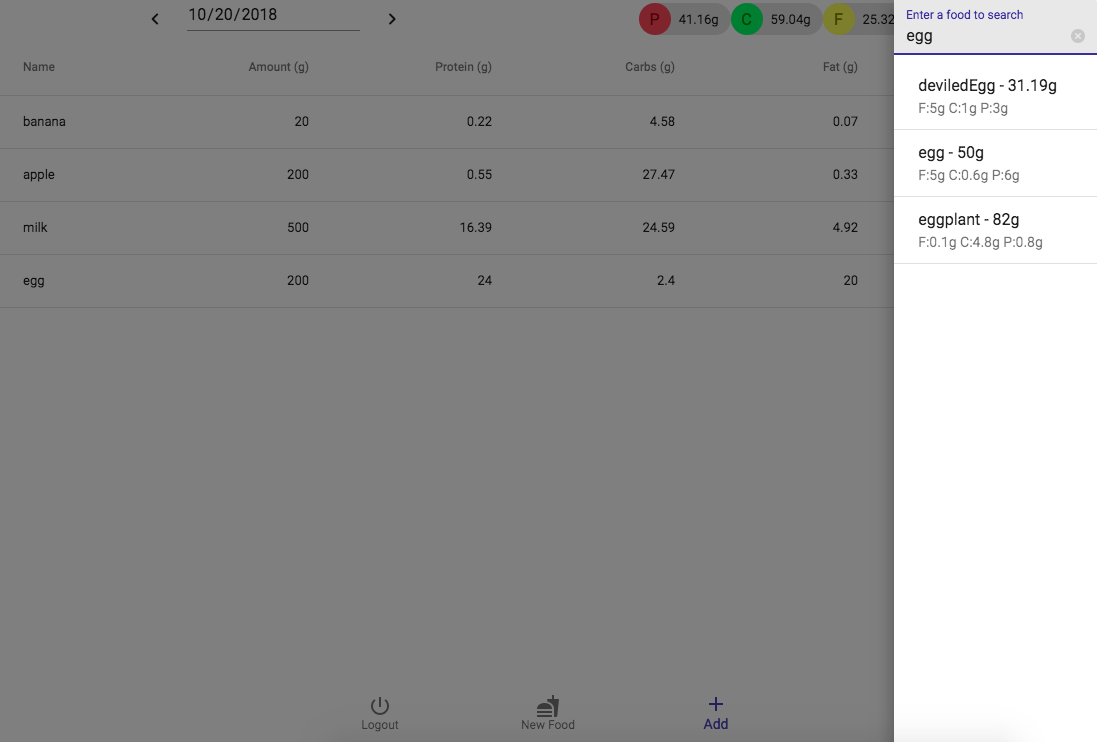 10/20/2018
P 41.16g C 59.04g F 25.32
Name Amount (g) Protein (g) Carbs (g) Fat (g)
banana 20 0.22 4.58 0.07
apple 200 0.55 27.47 0.33
milk 500 16.39 24.59 4.92
egg 200 24 2.4 20
Logout New Food Add
Enter a food to search
egg
deviledEgg - 31.19g
F:5g C:1g P:3g
egg - 50g
F:5g C:0.6g P:6g
eggplant - 82g
F:0.1g C:4.8g P:0.8g